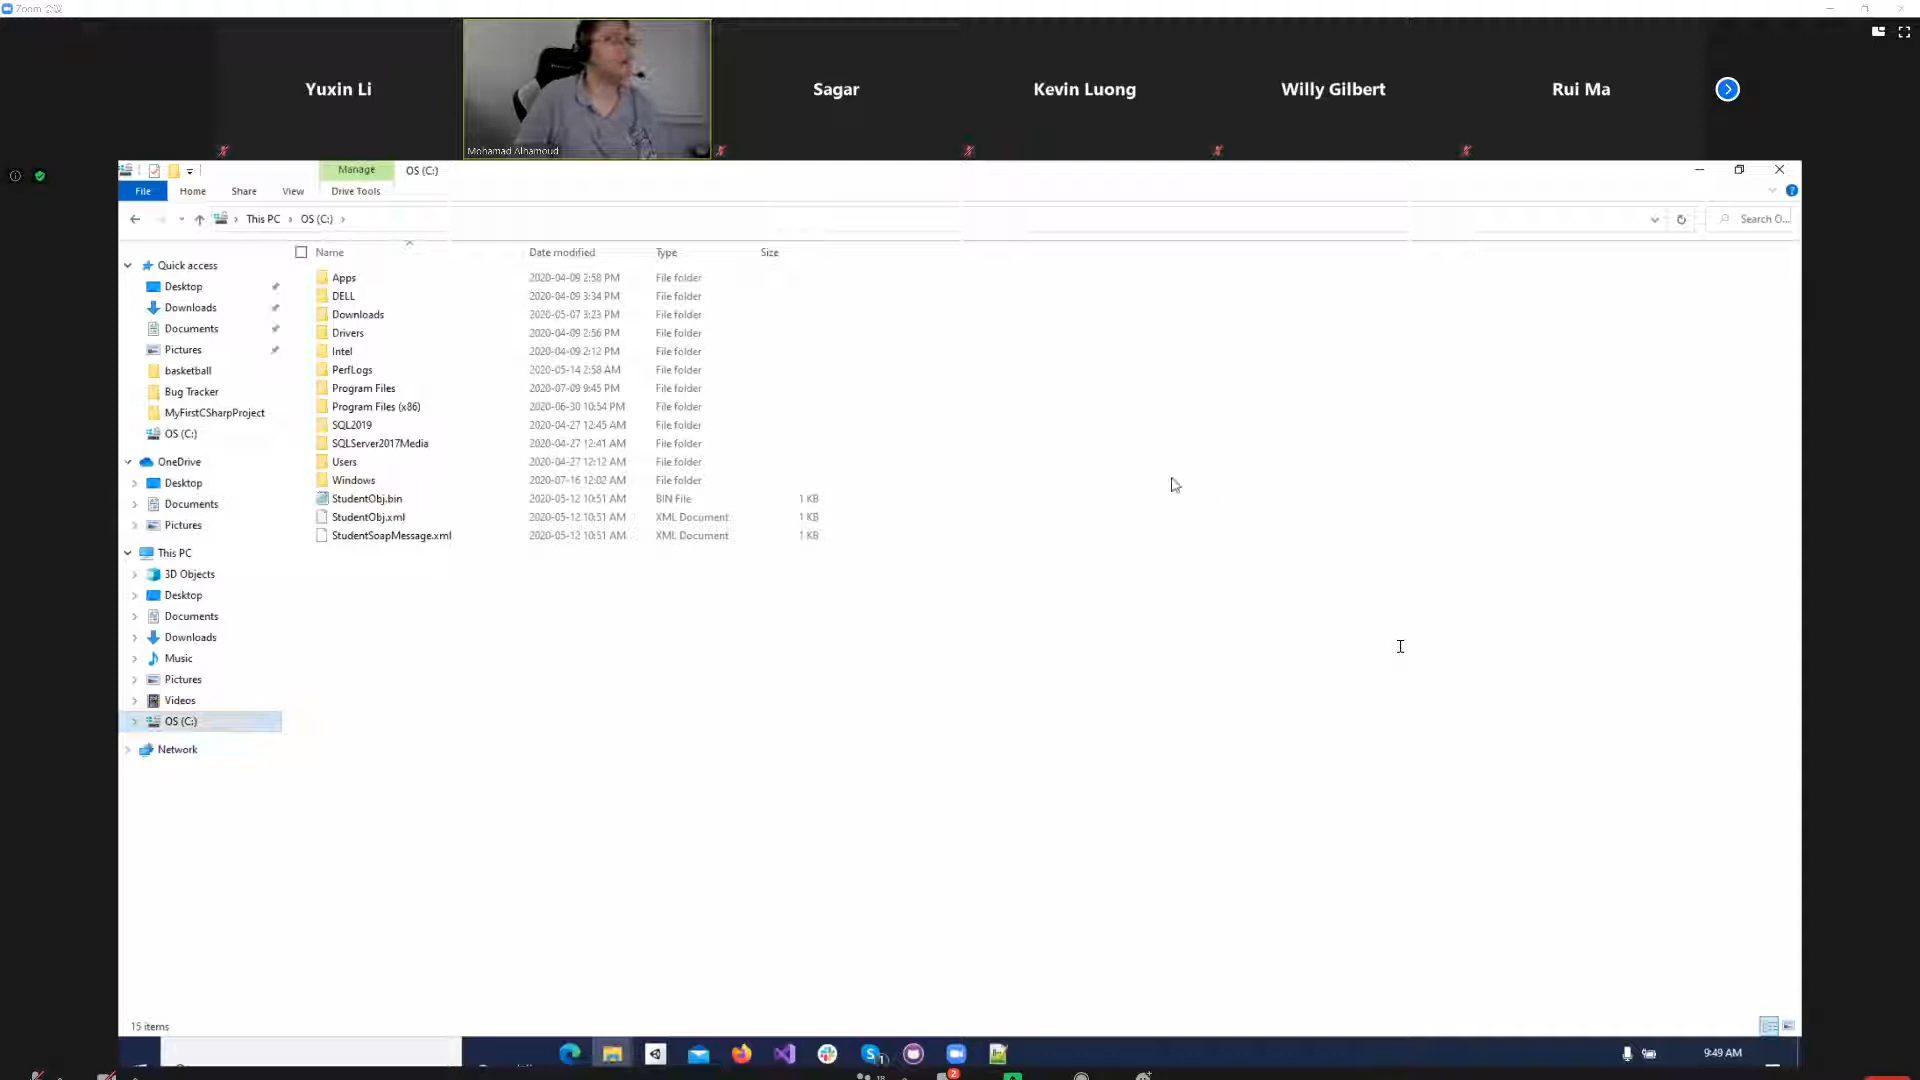 Zoom 会议
Yuxin Li
Mohamad Alhamoud
Sagar
Kevin Luong
Willy Gilbert
Rui Ma
Manage
OS (C:)
File
Home
Share
View
Drive Tools
This PC
OS (C:)
Search O...
Name
Date modified
Type
Size
Quick access
Desktop
Downloads
Documents
Pictures
basketball
Bug Tracker
MyFirstCSharpProject
OS (C:)
OneDrive
Desktop
Documents
Pictures
This PC
3D Objects
Desktop
Documents
Downloads
Music
Pictures
Videos
OS (C:)
Network
Apps 2020-04-09 2:58 PM File folder
DELL 2020-04-09 3:34 PM File folder
Downloads 2020-05-07 3:23 PM File folder
Drivers 2020-04-09 2:56 PM File folder
Intel 2020-04-09 2:12 PM File folder
PerfLogs 2020-05-14 2:58 AM File folder
Program Files 2020-07-09 9:45 PM File folder
Program Files (x86) 2020-06-30 10:54 PM File folder
SQL2019 2020-04-27 12:45 AM File folder
SQLServer2017Media 2020-04-27 12:41 AM File folder
Users 2020-04-27 12:12 AM File folder
Windows 2020-07-16 12:02 AM File folder
StudentObj.bin 2020-05-12 10:51 AM BIN File 1 KB
StudentObj.xml 2020-05-12 10:51 AM XML Document 1 KB
StudentSoapMessage.xml 2020-05-12 10:51 AM XML Document 1 KB
15 items
9:49 AM
2